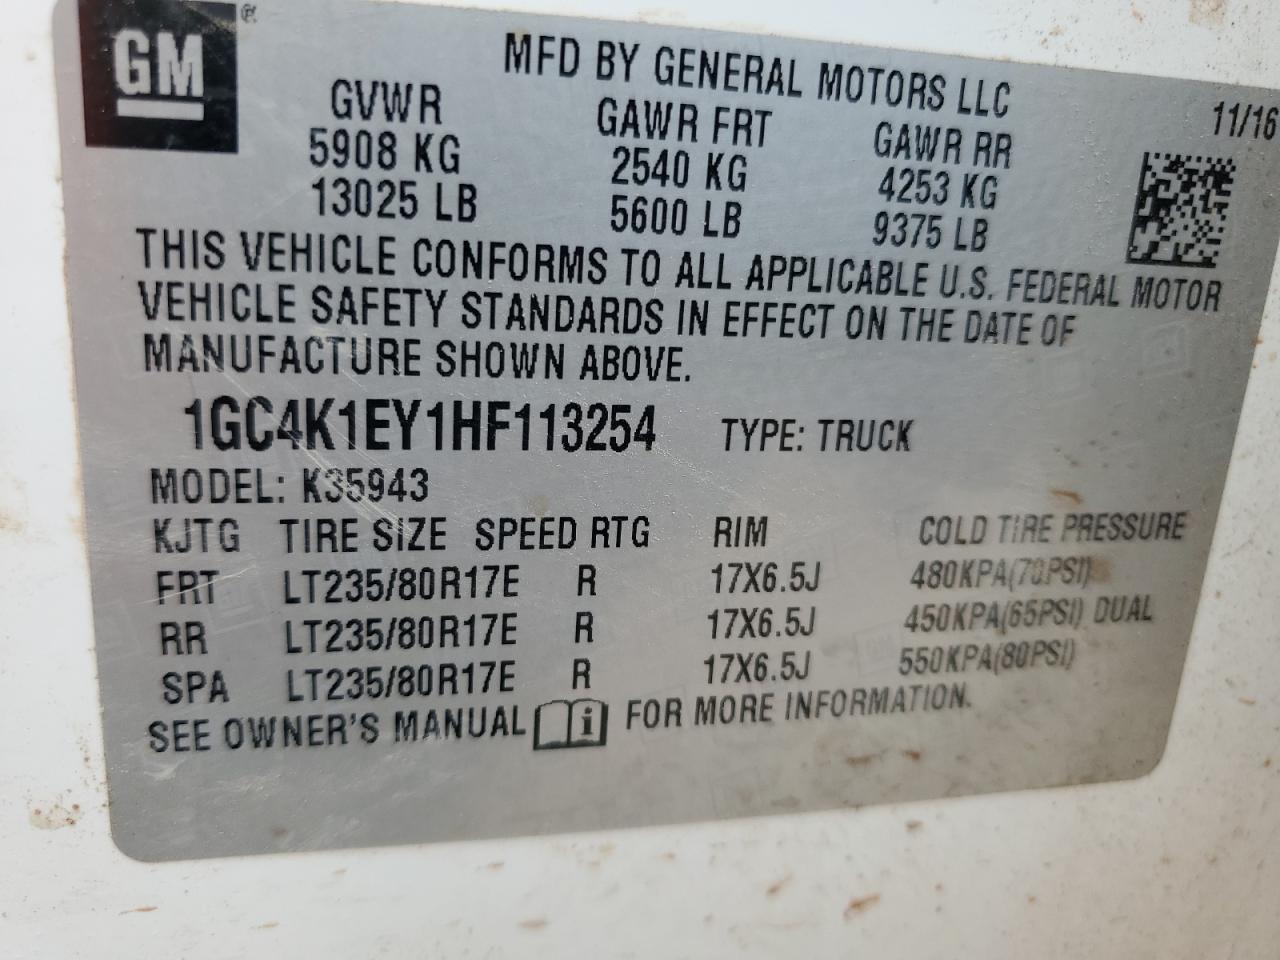 GM ®
MFD BY GENERAL MOTORS LLC
11/16
GVWR GAWR FRT GAWR RR
5908 KG 2540 KG 4253 KG
13025 LB 5600 LB 9375 LB
THIS VEHICLE CONFORMS TO ALL APPLICABLE U.S. FEDERAL MOTOR
VEHICLE SAFETY STANDARDS IN EFFECT ON THE DATE OF
MANUFACTURE SHOWN ABOVE.
1GC4K1EY1HF113254 TYPE: TRUCK
MODEL: K35943
KJTG TIRE SIZE SPEED RTG RIM COLD TIRE PRESSURE
FRT LT235/80R17E R 17X6.5J 480KPA(70PSI)
RR LT235/80R17E R 17X6.5J 450KPA(65PSI) DUAL
SPA LT235/80R17E R 17X6.5J 550KPA(80PSI)
SEE OWNER'S MANUAL i FOR MORE INFORMATION.